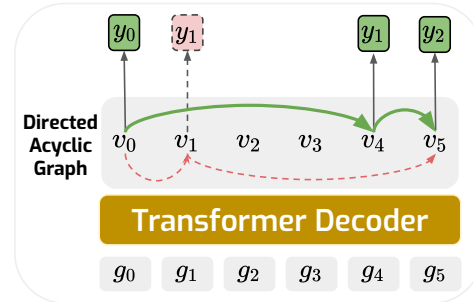 y₀ y₁ y₁ y₂
Directed
Acyclic
Graph
v₀ v₁ v₂ v₃ v₄ v₅
Transformer Decoder
g₀ g₁ g₂ g₃ g₄ g₅